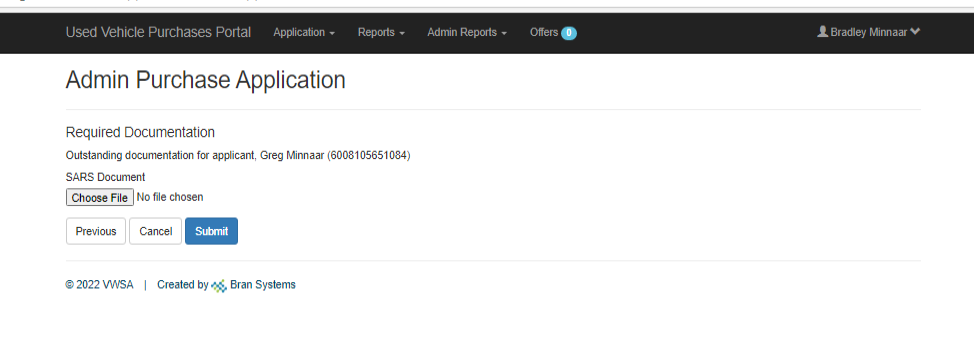 Used Vehicle Purchases Portal Application Reports Admin Reports Offers 0 Bradley Minnaar
Admin Purchase Application
Required Documentation
Outstanding documentation for applicant, Greg Minnaar (6008105651084)
SARS Document
Choose File No file chosen
Previous Cancel Submit
© 2022 VWSA | Created by Bran Systems